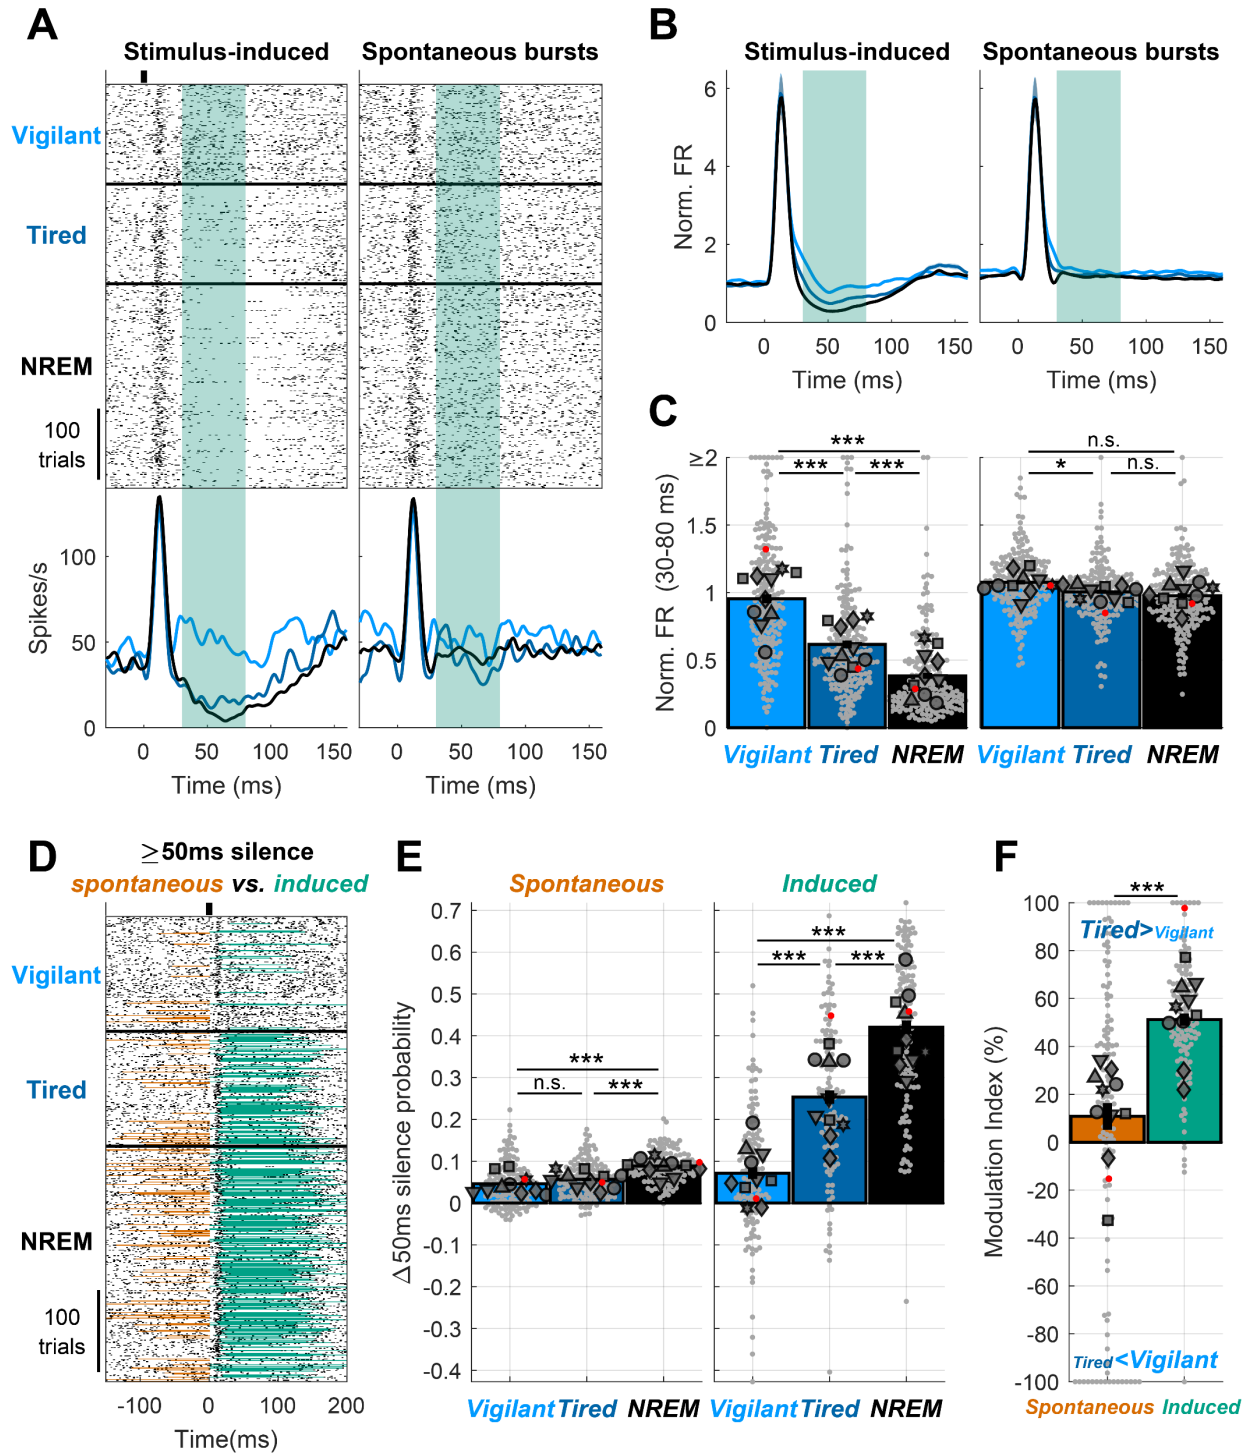 A
Stimulus-induced
Spontaneous bursts
Vigilant
Tired
NREM
100
trials
100
50
0
Spikes/s
0
50
100
150
0
50
100
150
Time (ms)
Time (ms)
B
Stimulus-induced
Spontaneous bursts
6
4
2
0
Norm. FR
0
50
100
150
0
50
100
150
Time (ms)
Time (ms)
C
***
***
***
n.s.
*
n.s.
≥2
1.5
1
0.5
0
Norm. FR (30-80 ms)
Vigilant
Tired
NREM
Vigilant
Tired
NREM
D
≥50ms silence
spontaneous vs. induced
Vigilant
Tired
NREM
100
trials
-100
0
100
200
Time(ms)
E
Spontaneous
Induced
0.7
0.6
0.5
0.4
0.3
0.2
0.1
0
-0.1
-0.2
-0.3
-0.4
Δ50ms silence probability
***
n.s.
***
***
***
***
Vigilant
Tired
NREM
Vigilant
Tired
NREM
F
***
100
80
60
40
20
0
-20
-40
-60
-80
-100
Modulation Index (%)
Tired>Vigilant
Tired<Vigilant
Spontaneous
Induced